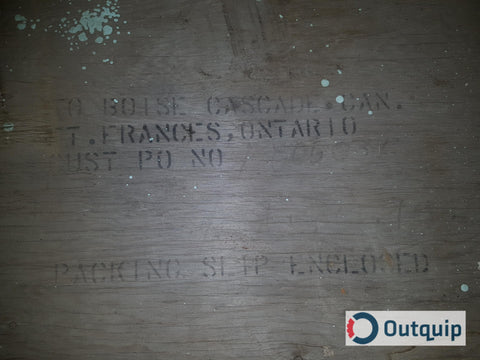 O BOISE CASCADE.CAN.
T.FRANCES,ONTARIO
UST PO NO
PACKING SLIP ENCLOSED
Outquip